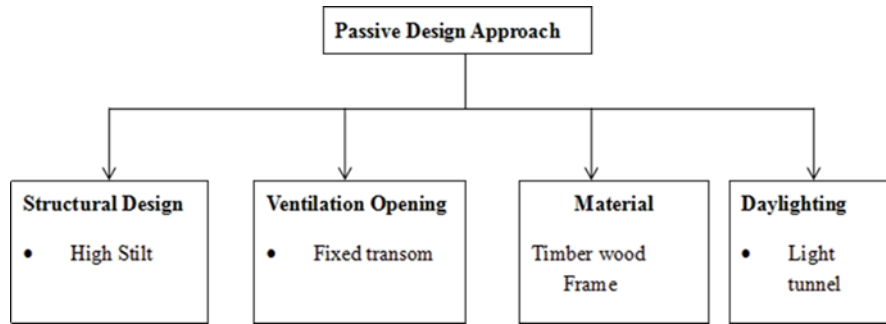 Passive Design Approach
Structural Design
• High Stilt
Ventilation Opening
• Fixed transom
Material
Timber wood
Frame
Daylighting
• Light
tunnel